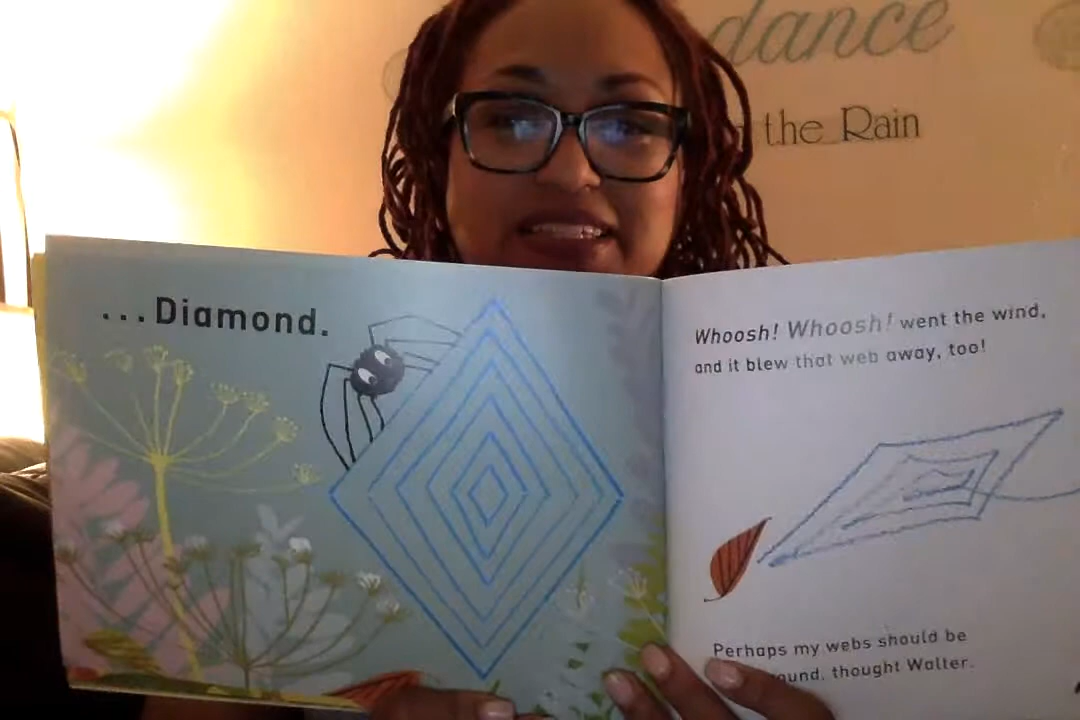 dance
the Rain
...Diamond.
Whoosh! Whoosh! went the wind,
and it blew that web away, too!
Perhaps my webs should be
thought Walter.